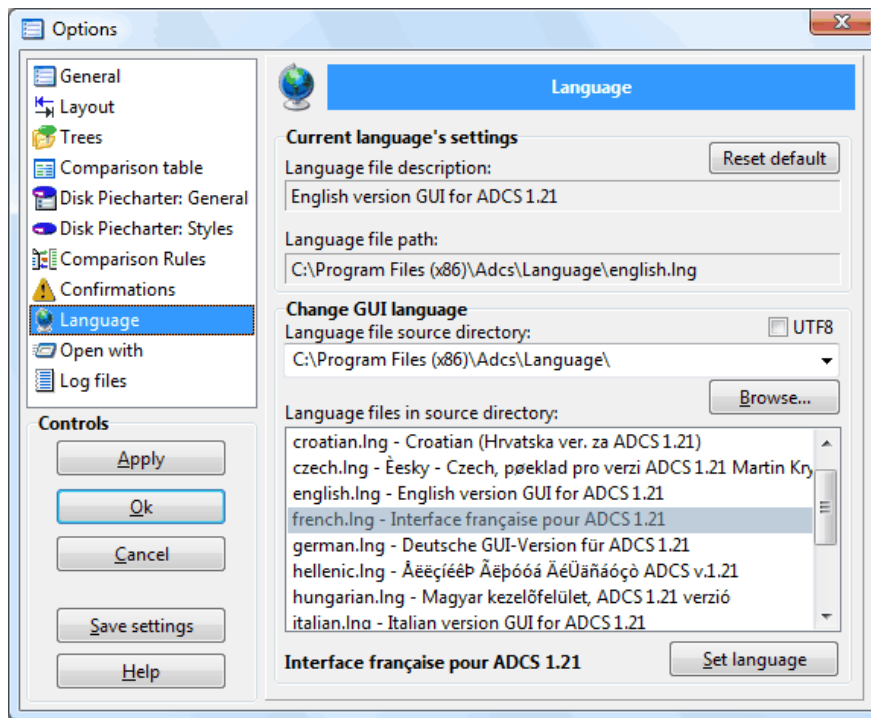 Options
General
Layout
Trees
Comparison table
Disk Piecharter: General
Disk Piecharter: Styles
Comparison Rules
Confirmations
Language
Open with
Log files
Controls
Apply
Ok
Cancel
Save settings
Help
Language
Current language's settings
Reset default
Language file description:
English version GUI for ADCS 1.21
Language file path:
C:\Program Files (x86)\Adcs\Language\english.lng
Change GUI language
Language file source directory:
UTF8
C:\Program Files (x86)\Adcs\Language\
Browse...
Language files in source directory:
croatian.lng - Croatian (Hrvatska ver. za ADCS 1.21)
czech.lng - Èesky - Czech, pøeklad pro verzi ADCS 1.21 Martin Kry
english.lng - English version GUI for ADCS 1.21
french.lng - Interface française pour ADCS 1.21
german.lng - Deutsche GUI-Version für ADCS 1.21
hellenic.lng - ÅëëçíéêÞ Ãëþóóá ÄéÜäñáóçò ADCS v.1.21
hungarian.lng - Magyar kezelőfelület, ADCS 1.21 verzió
italian.lng - Italian version GUI for ADCS 1.21
Interface française pour ADCS 1.21
Set language